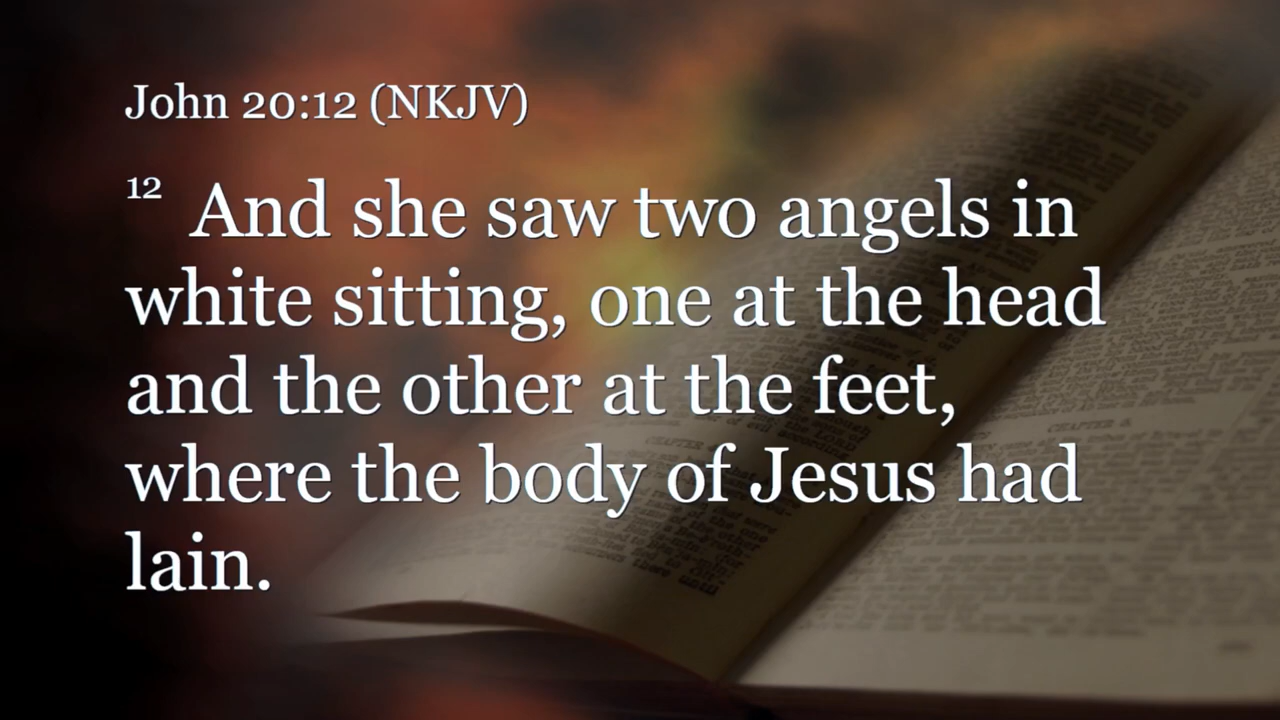 John 20:12 (NKJV)
12 And she saw two angels in
white sitting, one at the head
and the other at the feet,
where the body of Jesus had
lain.